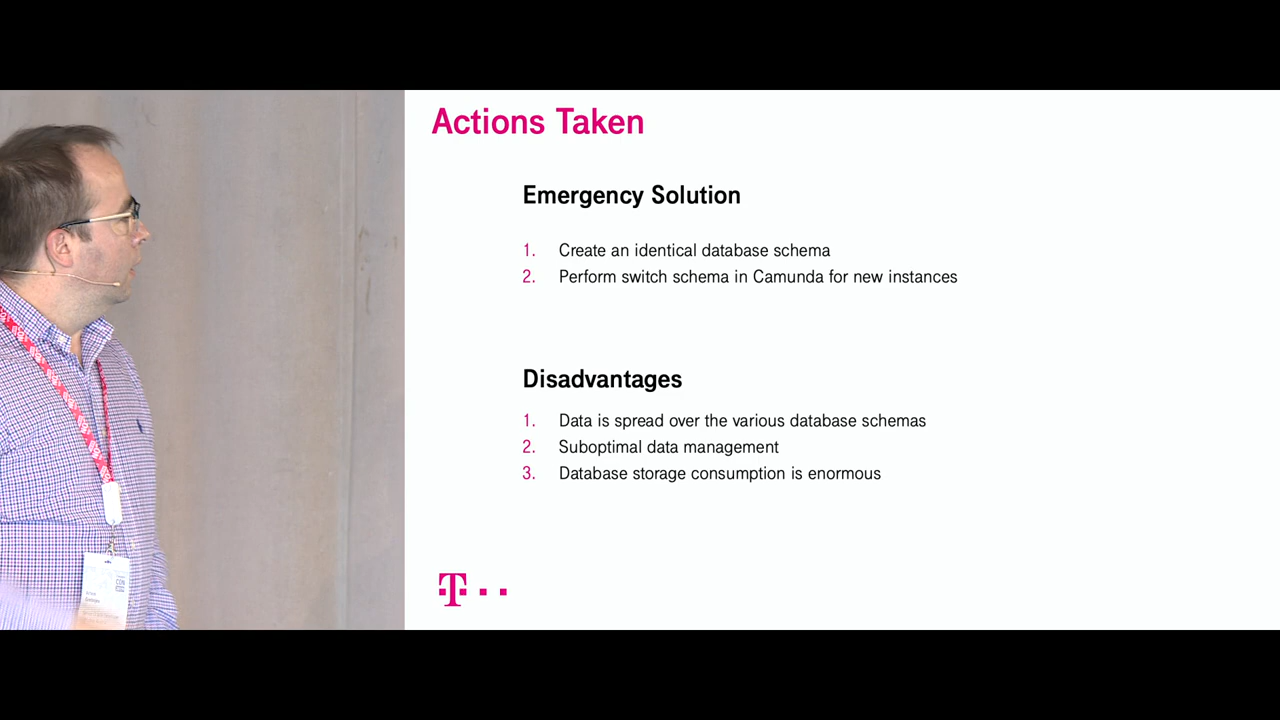 Actions Taken
Emergency Solution
1. Create an identical database schema
2. Perform switch schema in Camunda for new instances
Disadvantages
1. Data is spread over the various database schemas
2. Suboptimal data management
3. Database storage consumption is enormous
T
CON